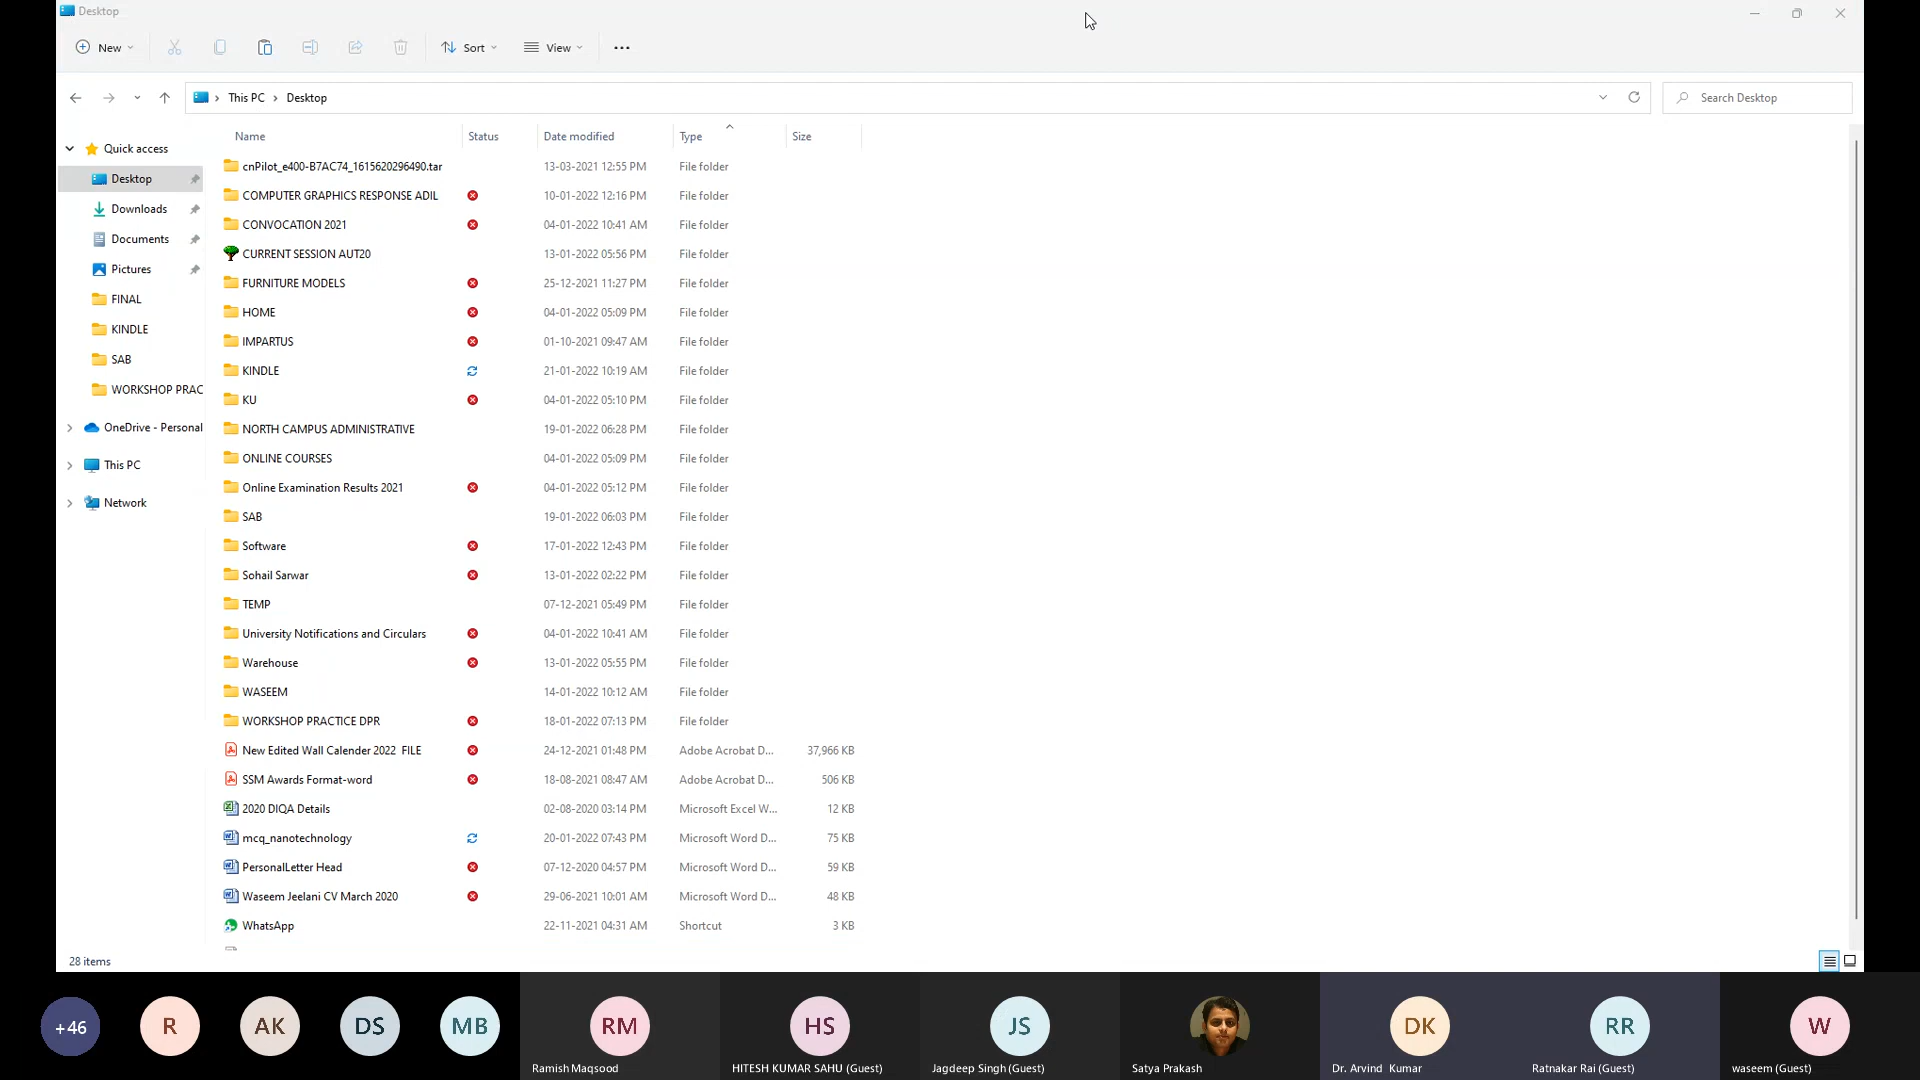 Desktop
New
Sort
View
This PC > Desktop
Search Desktop
Name Status Date modified Type Size
Quick access
Desktop
Downloads
Documents
Pictures
FINAL
KINDLE
SAB
WORKSHOP PRAC
OneDrive - Personal
This PC
Network
cnPilot_e400-B7AC74_1615620296490.tar 13-03-2021 12:55 PM File folder
COMPUTER GRAPHICS RESPONSE ADIL 10-01-2022 12:16 PM File folder
CONVOCATION 2021 04-01-2022 10:41 AM File folder
CURRENT SESSION AUT20 13-01-2022 05:56 PM File folder
FURNITURE MODELS 25-12-2021 11:27 PM File folder
HOME 04-01-2022 05:09 PM File folder
IMPARTUS 01-10-2021 09:47 AM File folder
KINDLE 21-01-2022 10:19 AM File folder
KU 04-01-2022 05:10 PM File folder
NORTH CAMPUS ADMINISTRATIVE 19-01-2022 06:28 PM File folder
ONLINE COURSES 04-01-2022 05:09 PM File folder
Online Examination Results 2021 04-01-2022 05:12 PM File folder
SAB 19-01-2022 06:03 PM File folder
Software 17-01-2022 12:43 PM File folder
Sohail Sarwar 13-01-2022 02:22 PM File folder
TEMP 07-12-2021 05:49 PM File folder
University Notifications and Circulars 04-01-2022 10:41 AM File folder
Warehouse 13-01-2022 05:55 PM File folder
WASEEM 14-01-2022 10:12 AM File folder
WORKSHOP PRACTICE DPR 18-01-2022 07:13 PM File folder
New Edited Wall Calender 2022 FILE 24-12-2021 01:48 PM Adobe Acrobat D... 37,966 KB
SSM Awards Format-word 18-08-2021 08:47 AM Adobe Acrobat D... 506 KB
2020 DIQA Details 02-08-2020 03:14 PM Microsoft Excel W... 12 KB
mcq_nanotechnology 20-01-2022 07:43 PM Microsoft Word D... 75 KB
PersonalLetter Head 07-12-2020 04:57 PM Microsoft Word D... 59 KB
Waseem Jeelani CV March 2020 29-06-2021 10:01 AM Microsoft Word D... 48 KB
WhatsApp 22-11-2021 04:31 AM Shortcut 3 KB
28 items
+46 R AK DS MB RM HS JS DK RR W
Ramish Maqsood HITESH KUMAR SAHU (Guest) Jagdeep Singh (Guest) Satya Prakash Dr. Arvind Kumar Ratnakar Rai (Guest) waseem (Guest)